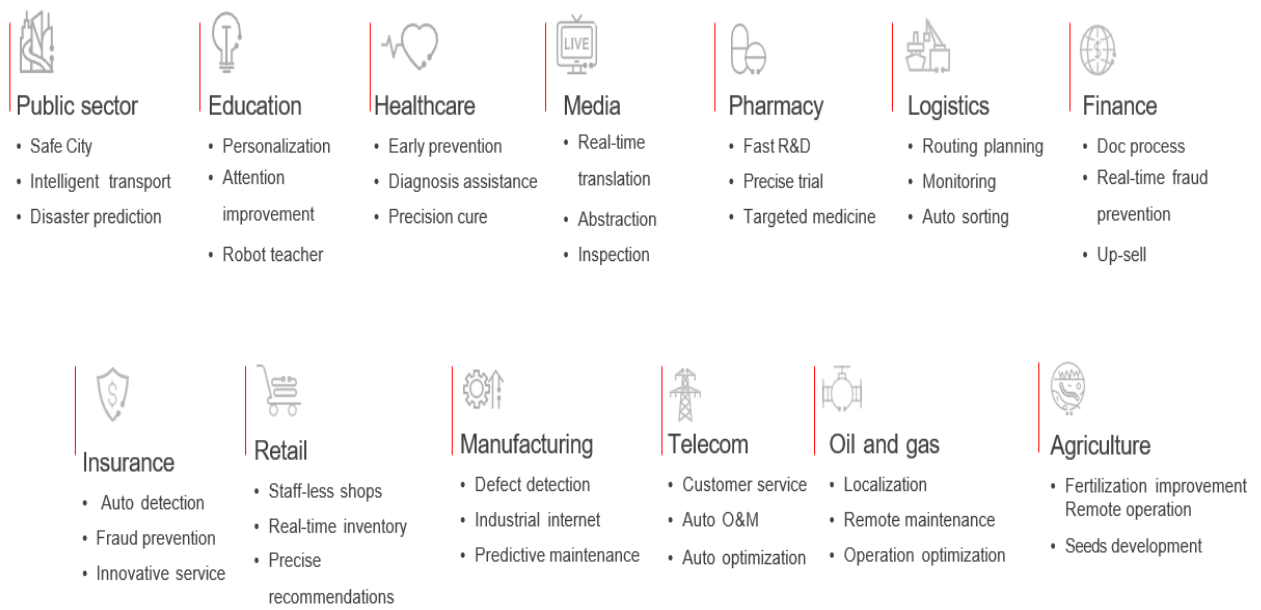 Public sector
• Safe City
• Intelligent transport
• Disaster prediction
Education
• Personalization
• Attention
improvement
• Robot teacher
Healthcare
• Early prevention
• Diagnosis assistance
• Precision cure
LIVE
Media
• Real-time
translation
• Abstraction
• Inspection
Pharmacy
• Fast R&D
• Precise trial
• Targeted medicine
Logistics
• Routing planning
• Monitoring
• Auto sorting
$
Finance
• Doc process
• Real-time fraud
prevention
• Up-sell
$
Insurance
• Auto detection
• Fraud prevention
• Innovative service
Retail
• Staff-less shops
• Real-time inventory
• Precise
recommendations
Manufacturing
• Defect detection
• Industrial internet
• Predictive maintenance
Telecom
• Customer service
• Auto O&M
• Auto optimization
Oil and gas
• Localization
• Remote maintenance
• Operation optimization
Agriculture
• Fertilization improvement
Remote operation
• Seeds development